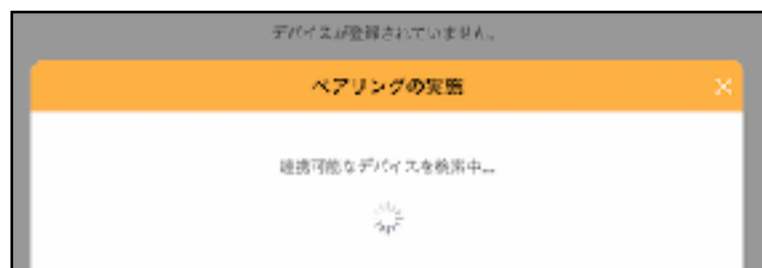 デバイスが登録されていません。
ペアリングの実施
連携可能なデバイスを検索中...